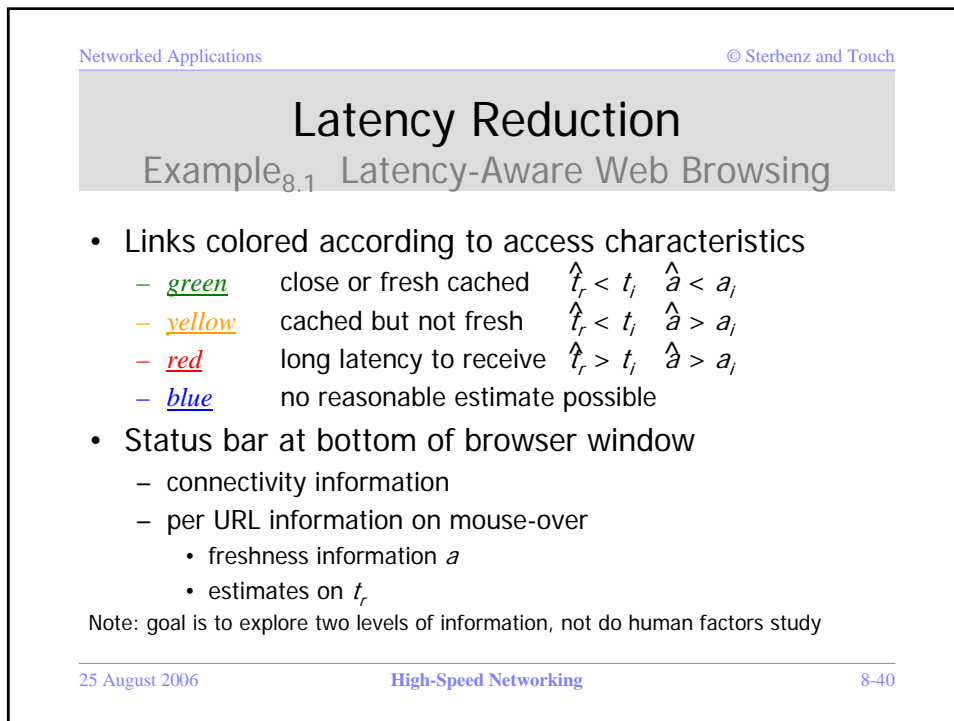 Networked Applications © Sterbenz and Touch
Latency Reduction
Example8.1 Latency-Aware Web Browsing
• Links colored according to access characteristics
– green close or fresh cached t̂r < ti â < ai
– yellow cached but not fresh t̂r < ti â > ai
– red long latency to receive t̂r > ti â > ai
– blue no reasonable estimate possible
• Status bar at bottom of browser window
– connectivity information
– per URL information on mouse-over
• freshness information a
• estimates on tr
Note: goal is to explore two levels of information, not do human factors study
25 August 2006 High-Speed Networking 8-40